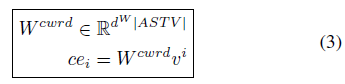 W^{cwrd} ∈ ℝ^{d^W|ASTV|}
ce_i = W^{cwrd}v^i
(3)